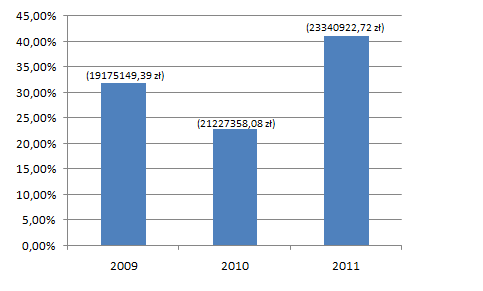 45,00%
40,00%
35,00%
30,00%
25,00%
20,00%
15,00%
10,00%
5,00%
0,00%
(19175149,39 zł)
(21227358,08 zł)
(23340922,72 zł)
2009 2010 2011